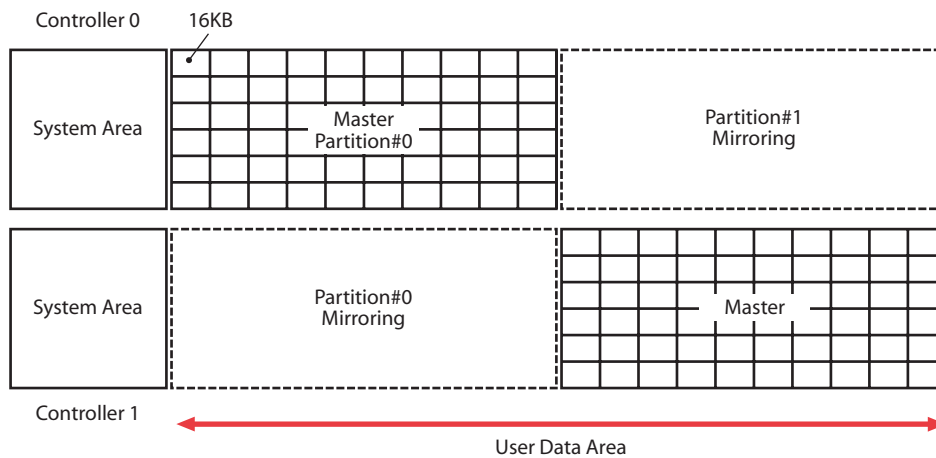 Controller 0
16KB
System Area
Master
Partition#0
Partition#1
Mirroring
System Area
Partition#0
Mirroring
Master
Controller 1
User Data Area